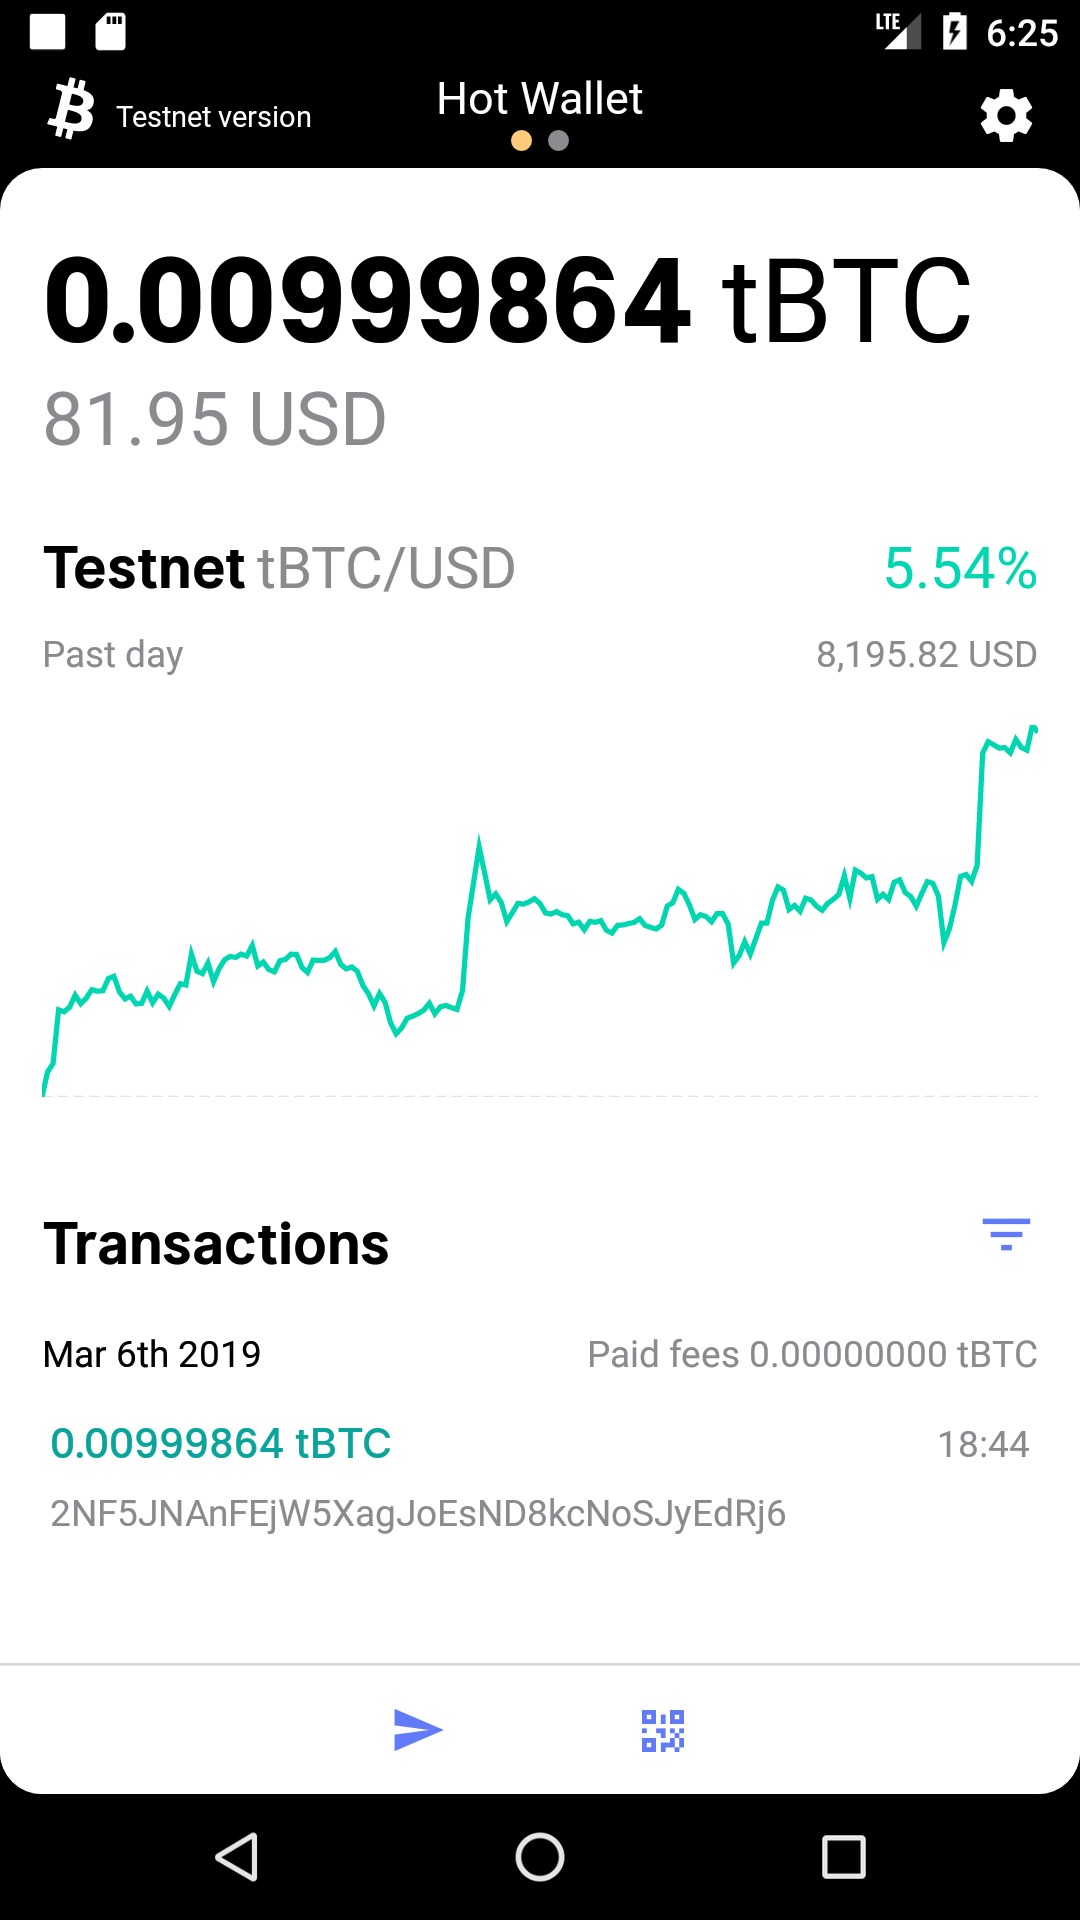 LTE 6:25
Testnet version
Hot Wallet
0.00999864 tBTC
81.95 USD
Testnet tBTC/USD 5.54%
Past day 8,195.82 USD
Transactions
Mar 6th 2019 Paid fees 0.00000000 tBTC
0.00999864 tBTC 18:44
2NF5JNAnFEjW5XagJoEsND8kcNoSJyEdRj6